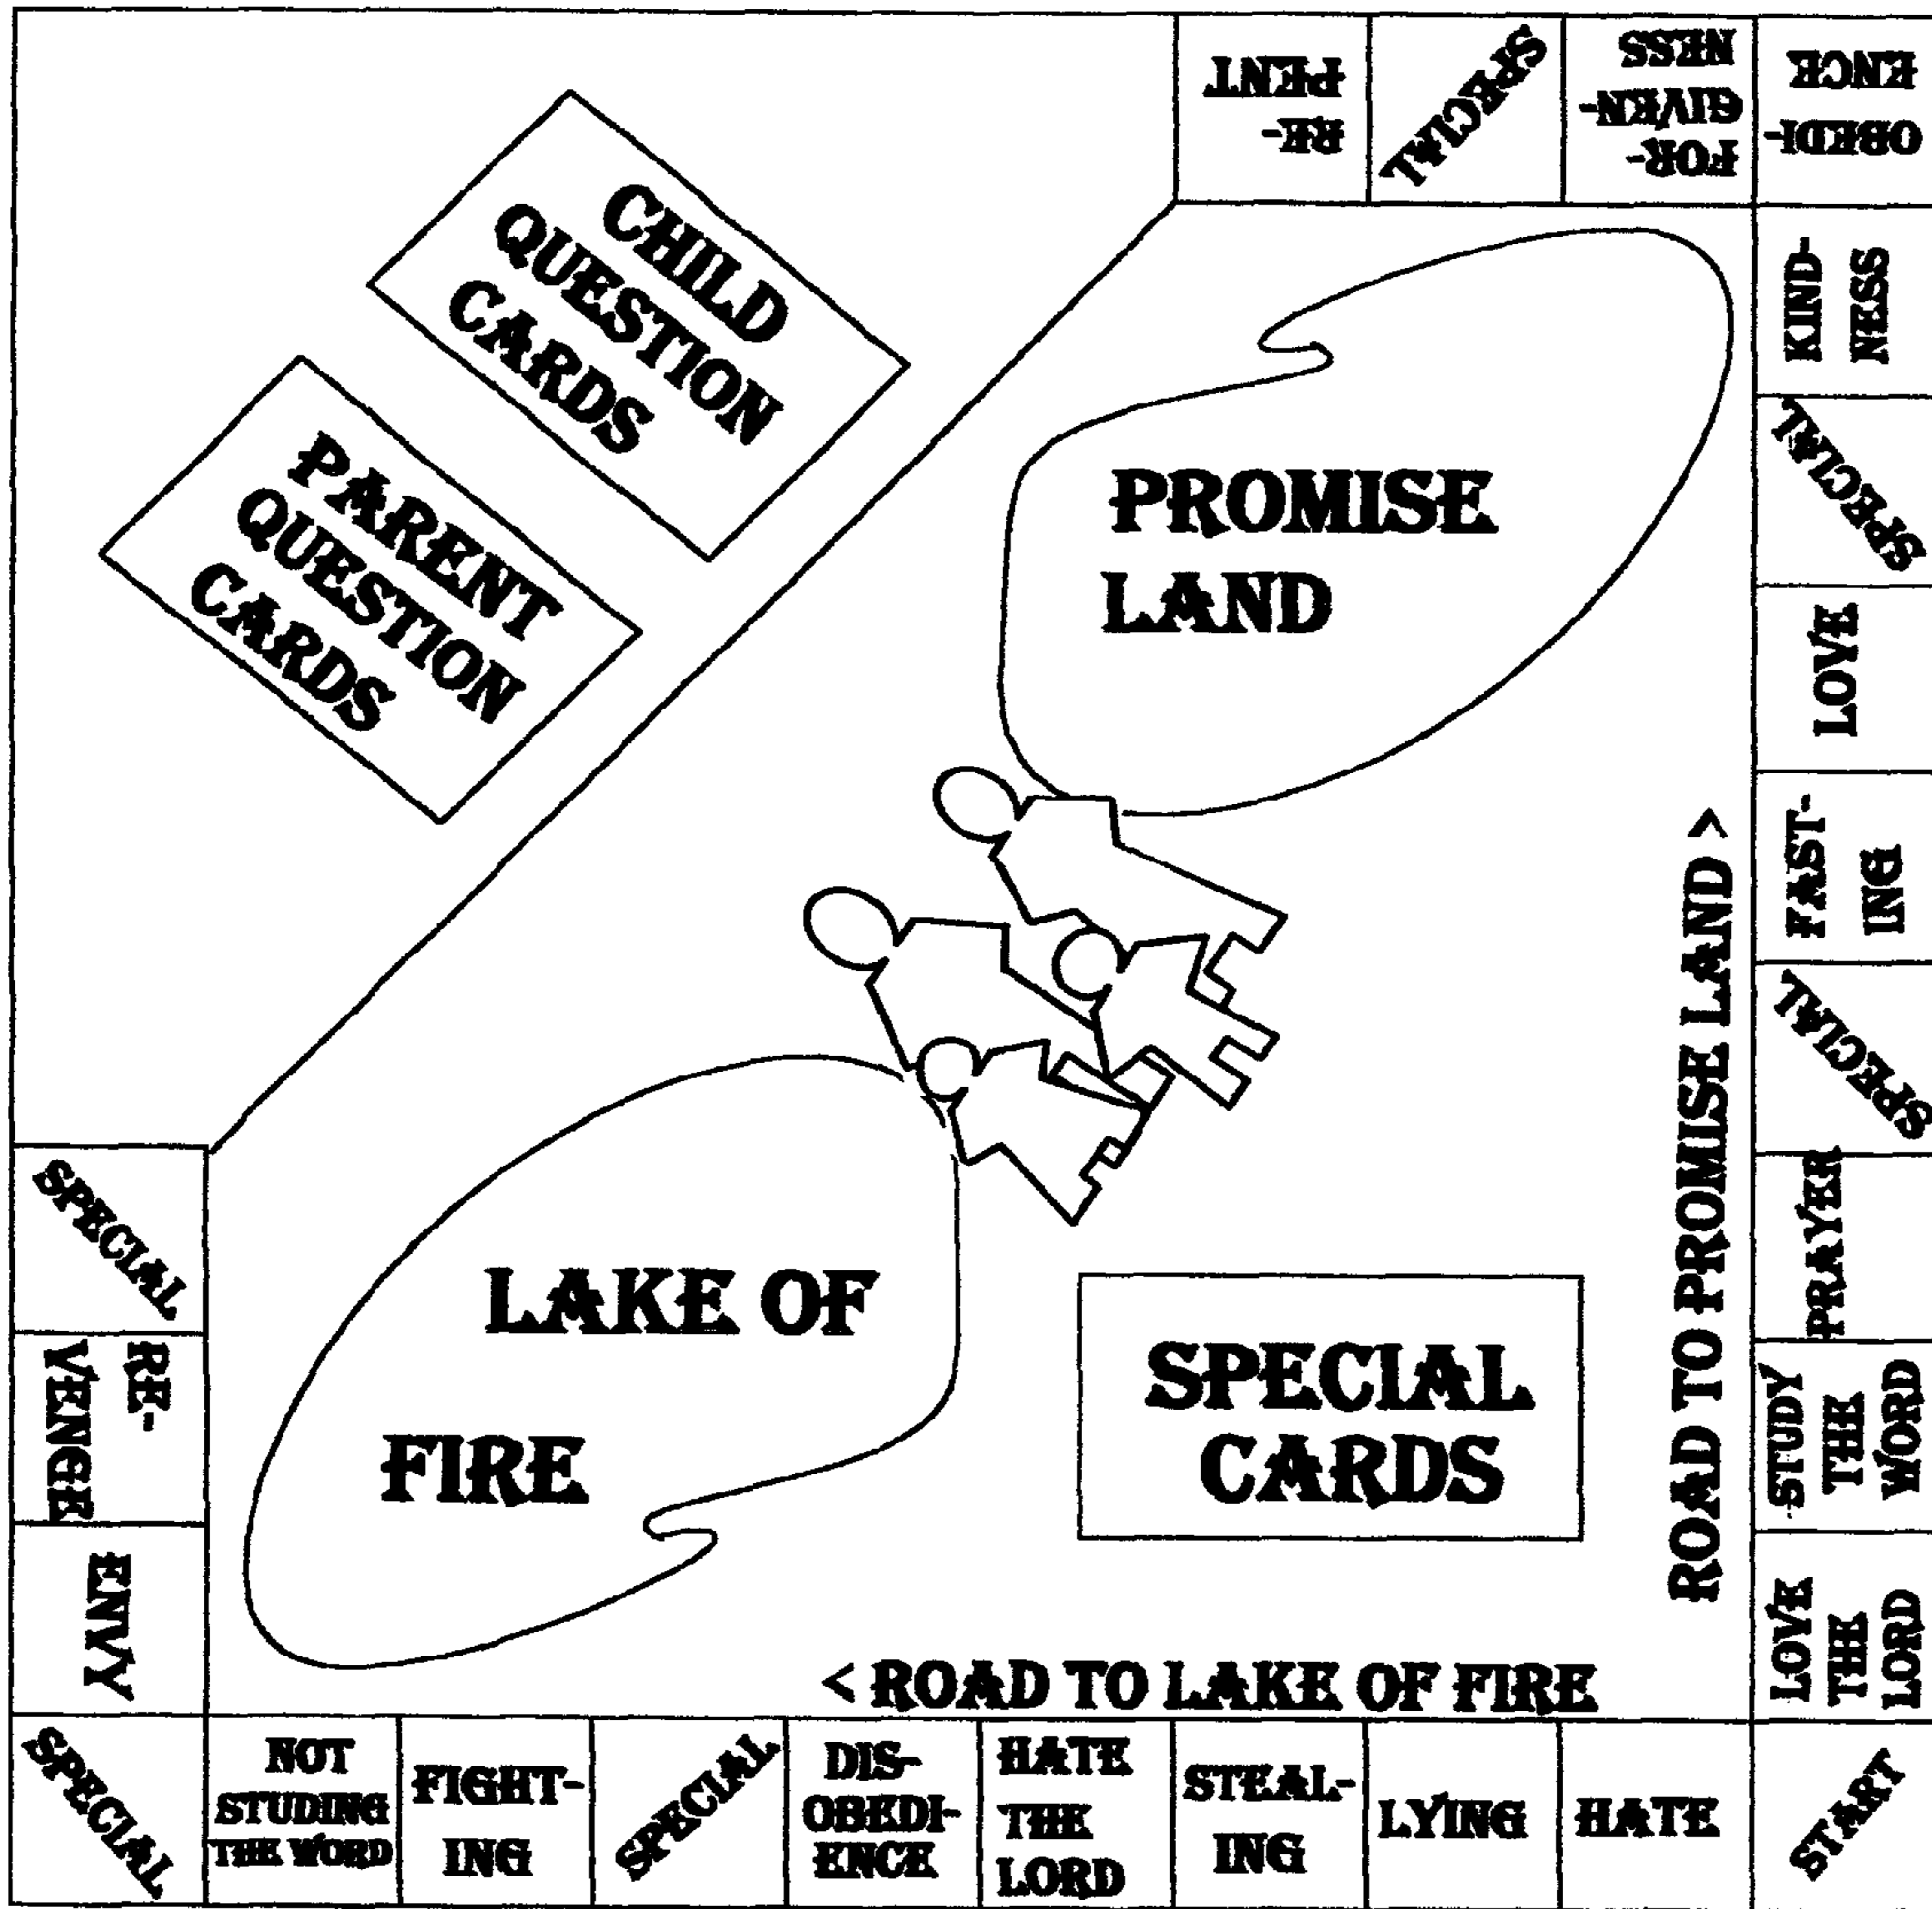 RE-
PENT
SPECIAL
FOR-
GIVEN-
NESS
OBEDI-
ENCE
CHILD
QUESTION
CARDS
PARENT
QUESTION
CARDS
PROMISE
LAND
KIND-
NESS
SPECIAL
LOVE
FAST-
ING
SPECIAL
PRAYER
STUDY
THE
WORD
LOVE
THE
LORD
ROAD TO PROMISE LAND >
LAKE OF
FIRE
SPECIAL
CARDS
< ROAD TO LAKE OF FIRE
SPECIAL
RE-
VENGE
ENVY
SPECIAL
NOT
STUDING
THE WORD
FIGHT-
ING
SPECIAL
DIS-
OBEDI-
ENCE
HATE
THE
LORD
STEAL-
ING
LYING
HATE
START